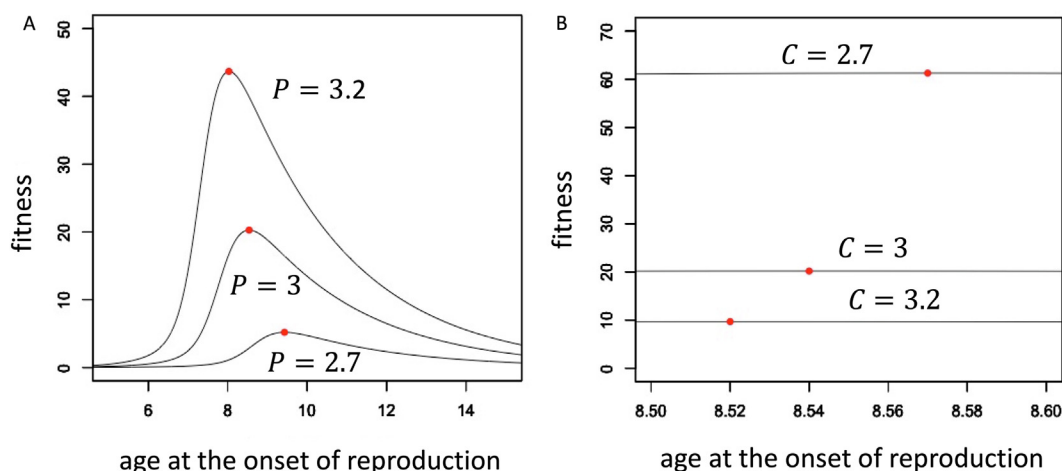 A
50
40
30
20
10
0
fitness
P = 3.2
P = 3
P = 2.7
6 8 10 12 14
age at the onset of reproduction
B
70
60
50
40
30
20
10
0
fitness
C = 2.7
C = 3
C = 3.2
8.50 8.52 8.54 8.56 8.58 8.60
age at the onset of reproduction